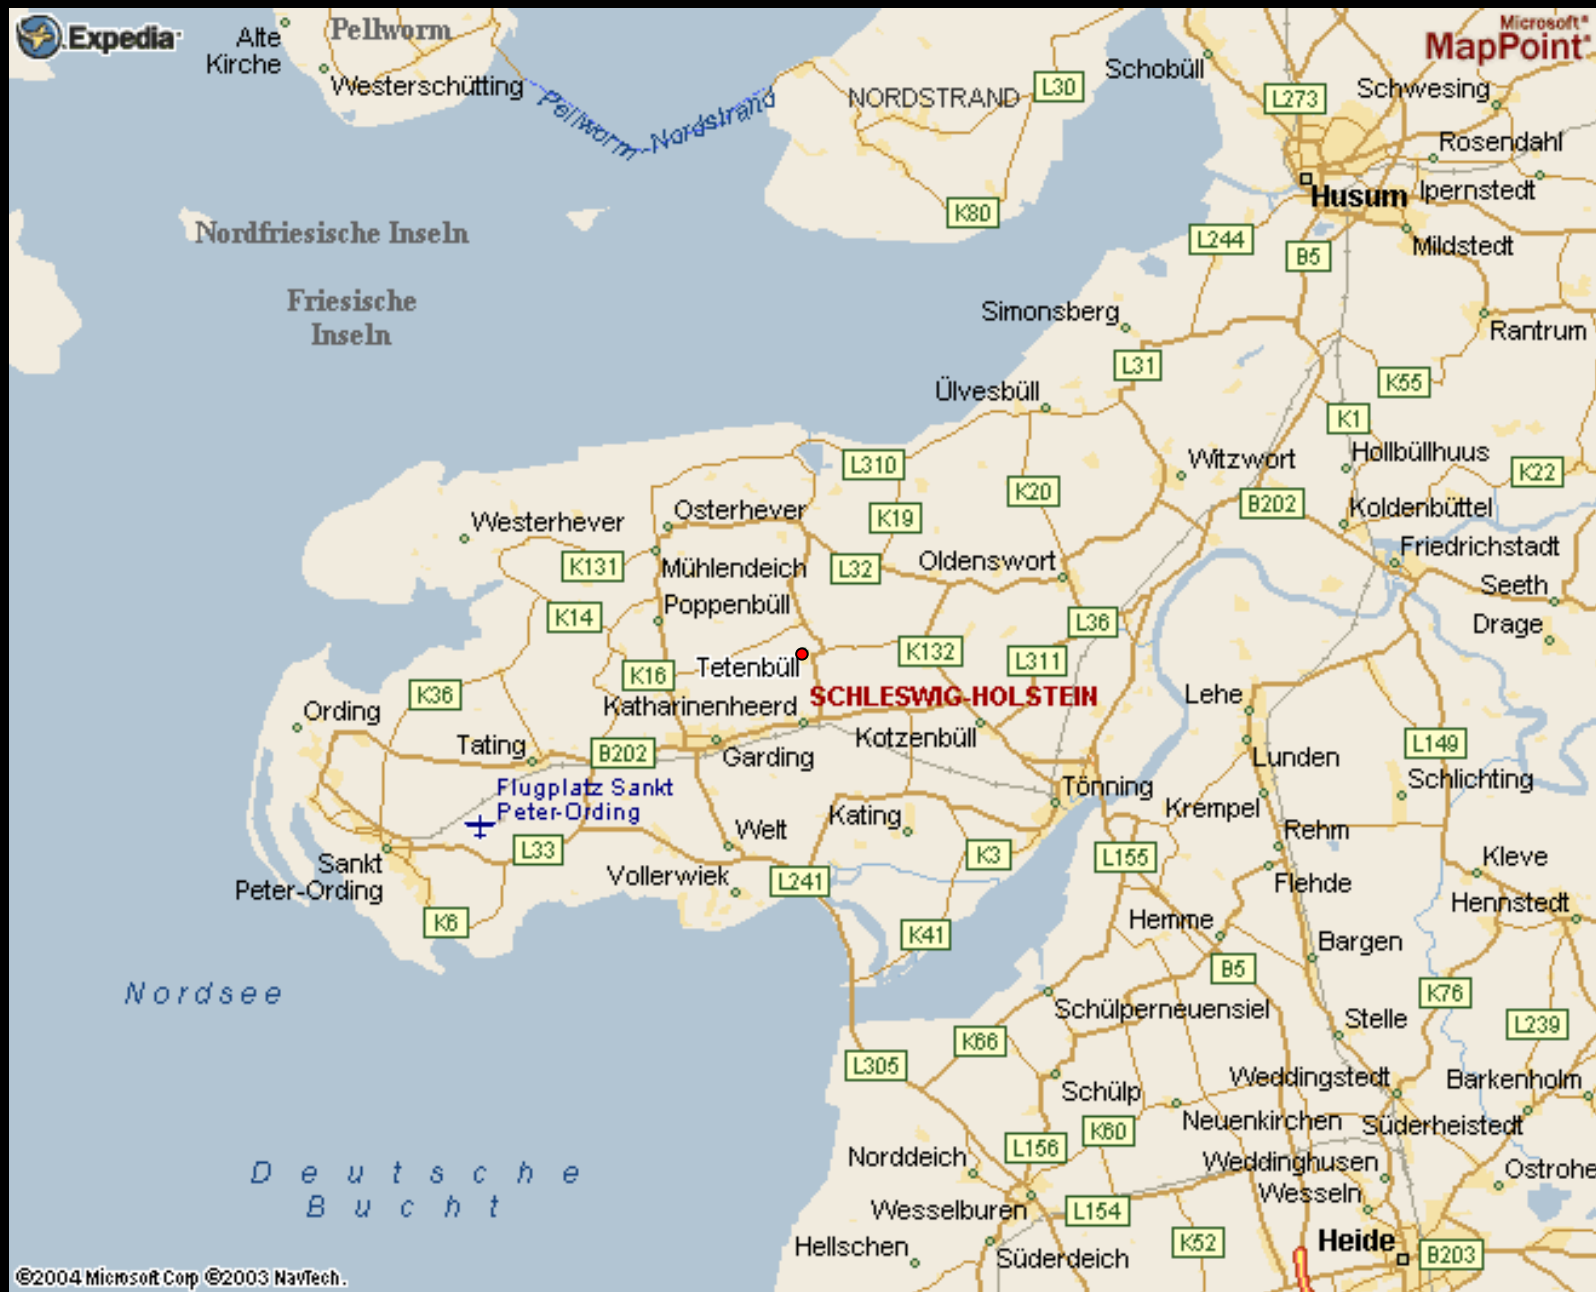 Expedia
Microsoft®
MapPoint®
Alte
Kirche
Pellworm
Westerschütting
Pellworm-Nordstrand
NORDSTRAND
L30
Schobüll
L273
Schwesing
Rosendahl
Husum
Ipernstedt
K80
Nordfriesische Inseln
L244
B5
Mildstedt
Friesische
Inseln
Simonsberg
Rantrum
L31
K55
Ülvesbüll
K1
L310
Witzwort
Hollbüllhuus
K22
K20
B202
Westerhever
Osterhever
K19
Koldenbüttel
Friedrichstadt
K131
Mühlendeich
L32
Oldenswort
Seeth
K14
Poppenbüll
L36
Drage
K132
L311
Tetenbüll
K16
K36
SCHLESWIG-HOLSTEIN
Lehe
Ording
Katharinenheerd
Tating
B202
Garding
Kotzenbüll
L149
Lunden
Flugplatz Sankt
Peter-Ording
Tönning
Schlichting
Krempel
Welt
Kating
Rehm
L33
K3
L155
Kleve
Sankt
Peter-Ording
Vollerwiek
L241
Flehde
Hennstedt
K6
K41
Hemme
Bargen
B5
Nordsee
K76
Schülperneuensiel
Stelle
L239
K66
L305
Weddingstedt
Barkenholm
Schülp
Neuenkirchen
Süderheistedt
K60
L156
Norddeich
Weddinghusen
Ostrohe
Deutsche
Bucht
Wesseln
Wesselburen
L154
Hellschen
Süderdeich
K52
Heide
B203
©2004 Microsoft Corp ©2003 NavTech.